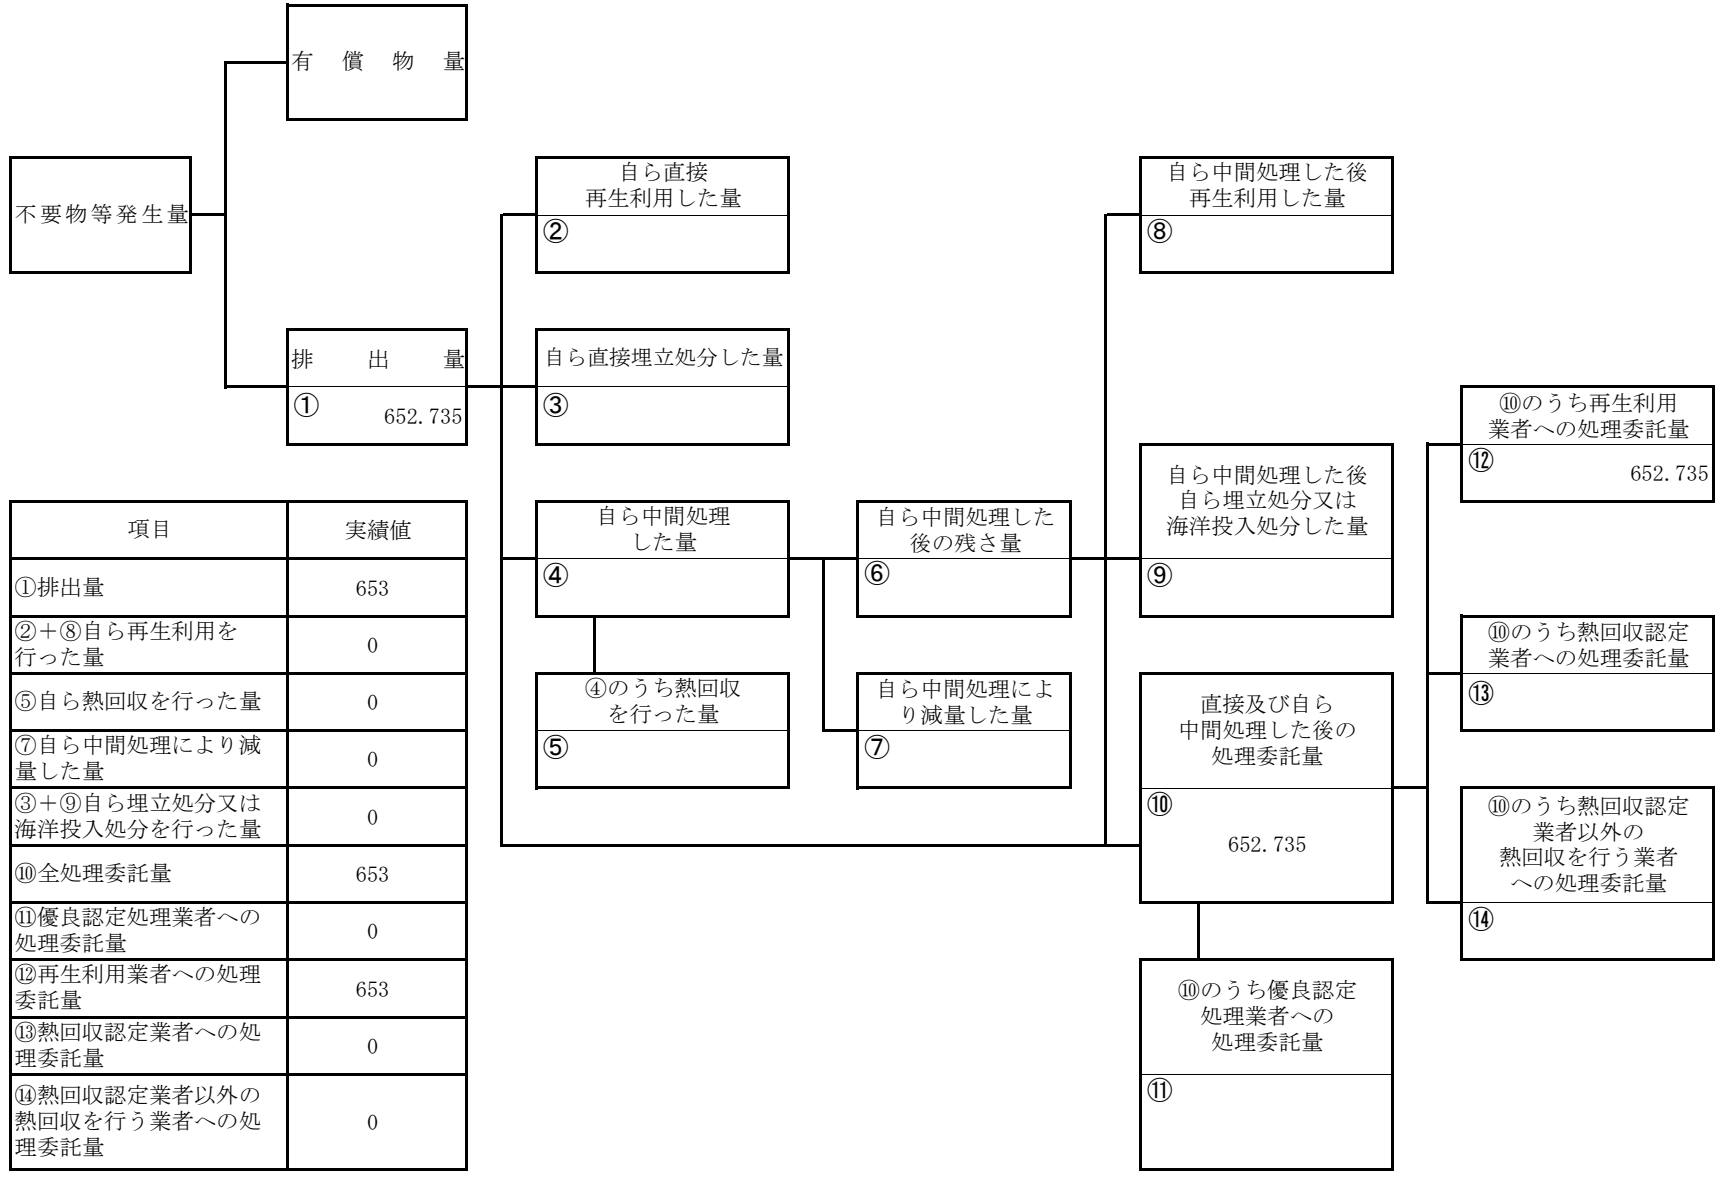 有償物量
不要物等発生量
自ら直接
再生利用した量
②
自ら中間処理した後
再生利用した量
⑧
排出量
①
652.735
自ら直接埋立処分した量
③
⑩のうち再生利用
業者への処理委託量
⑫
652.735
自ら中間処理
した量
④
自ら中間処理した
後の残さ量
⑥
自ら中間処理した後
自ら埋立処分又は
海洋投入処分した量
⑨
⑩のうち熱回収認定
業者への処理委託量
⑬
④のうち熱回収
を行った量
⑤
自ら中間処理によ
り減量した量
⑦
直接及び自ら
中間処理した後の
処理委託量
⑩
652.735
⑩のうち熱回収認定
業者以外の
熱回収を行う業者
への処理委託量
⑭
⑩のうち優良認定
処理業者への
処理委託量
⑪
項目 実績値
①排出量 653
②＋⑧自ら再生利用を
行った量 0
⑤自ら熱回収を行った量 0
⑦自ら中間処理により減
量した量 0
③＋⑨自ら埋立処分又は
海洋投入処分を行った量 0
⑩全処理委託量 653
⑪優良認定処理業者への
処理委託量 0
⑫再生利用業者への処理
委託量 653
⑬熱回収認定業者への処
理委託量 0
⑭熱回収認定業者以外の
熱回収を行う業者への処
理委託量 0